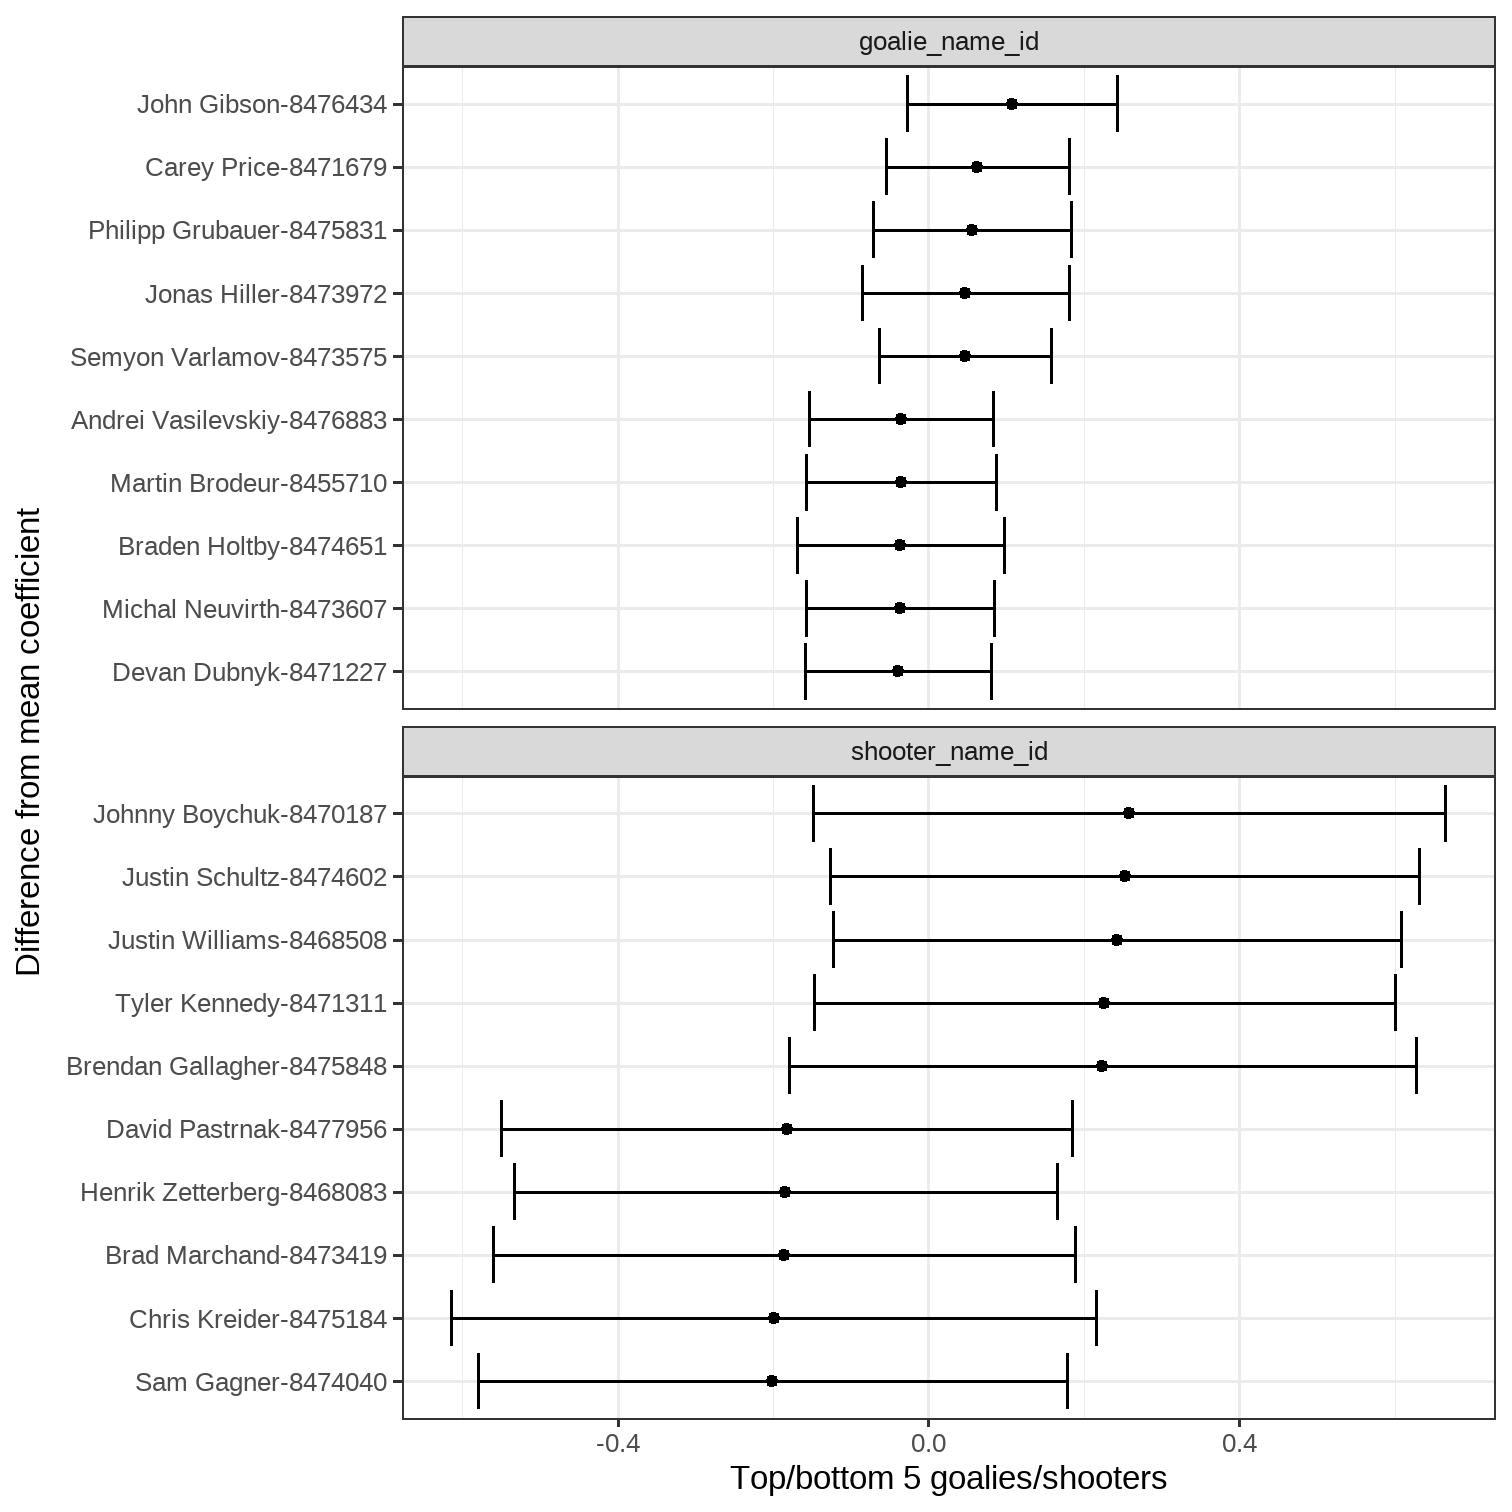 goalie_name_id
John Gibson-8476434
Carey Price-8471679
Philipp Grubauer-8475831
Jonas Hiller-8473972
Semyon Varlamov-8473575
Andrei Vasilevskiy-8476883
Martin Brodeur-8455710
Braden Holtby-8474651
Michal Neuvirth-8473607
Devan Dubnyk-8471227
Difference from mean coefficient
shooter_name_id
Johnny Boychuk-8470187
Justin Schultz-8474602
Justin Williams-8468508
Tyler Kennedy-8471311
Brendan Gallagher-8475848
David Pastrnak-8477956
Henrik Zetterberg-8468083
Brad Marchand-8473419
Chris Kreider-8475184
Sam Gagner-8474040
-0.4 0.0 0.4
Top/bottom 5 goalies/shooters